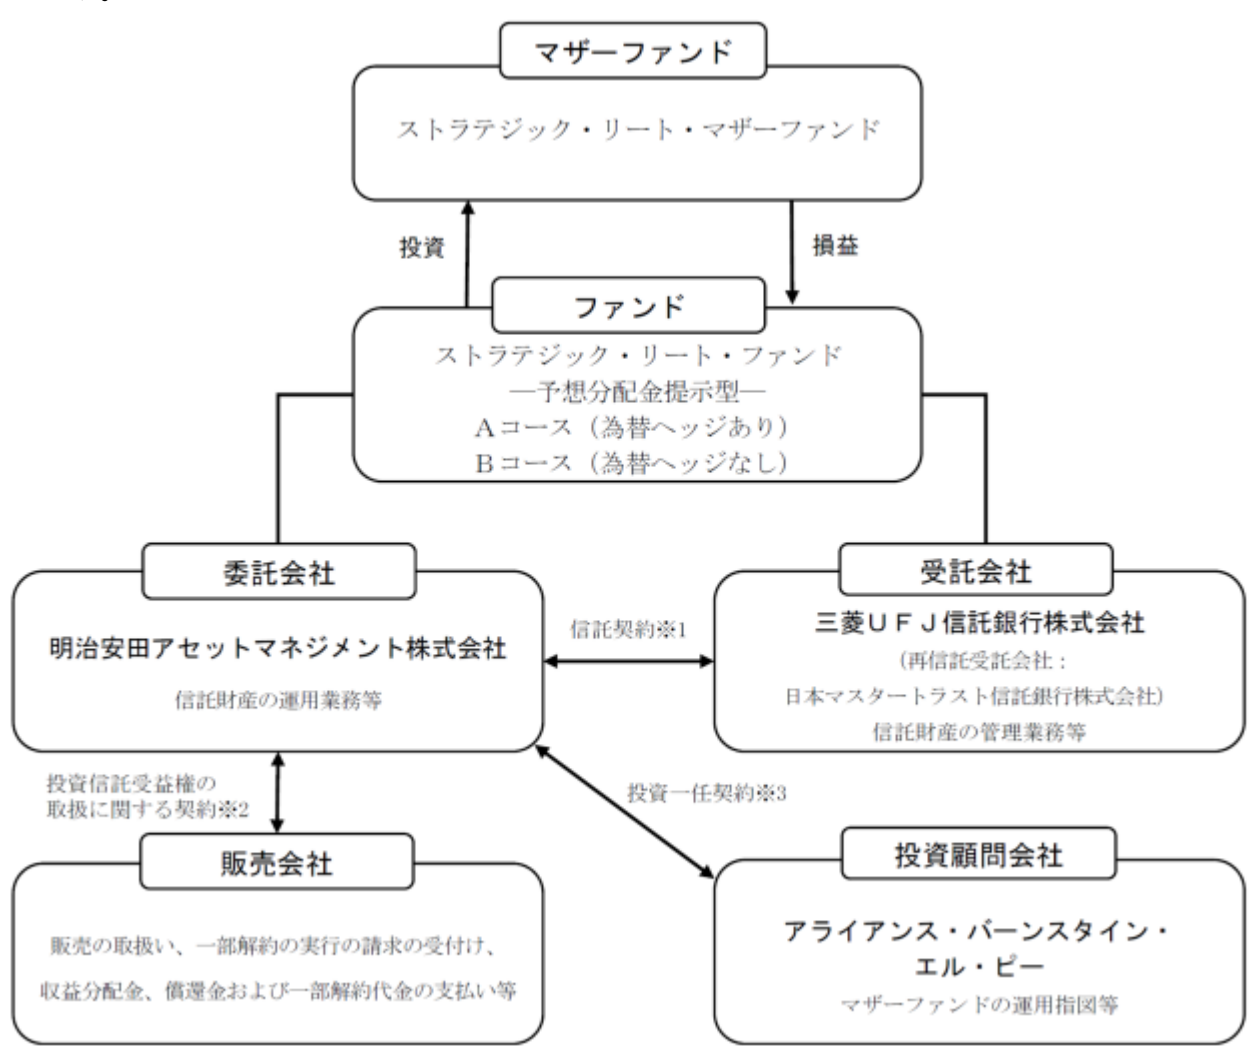 マザーファンド
ストラテジック・リート・マザーファンド
投資
損益
ファンド
ストラテジック・リート・ファンド
―予想分配金提示型―
Ａコース（為替ヘッジあり）
Ｂコース（為替ヘッジなし）
委託会社
明治安田アセットマネジメント株式会社
信託財産の運用業務等
信託契約※1
受託会社
三菱ＵＦＪ信託銀行株式会社
（再信託受託会社：
日本マスタートラスト信託銀行株式会社）
信託財産の管理業務等
投資信託受益権の
取扱に関する契約※2
投資一任契約※3
販売会社
販売の取扱い、一部解約の実行の請求の受付け、
収益分配金、償還金および一部解約代金の支払い等
投資顧問会社
アライアンス・バーンスタイン・
エル・ピー
マザーファンドの運用指図等